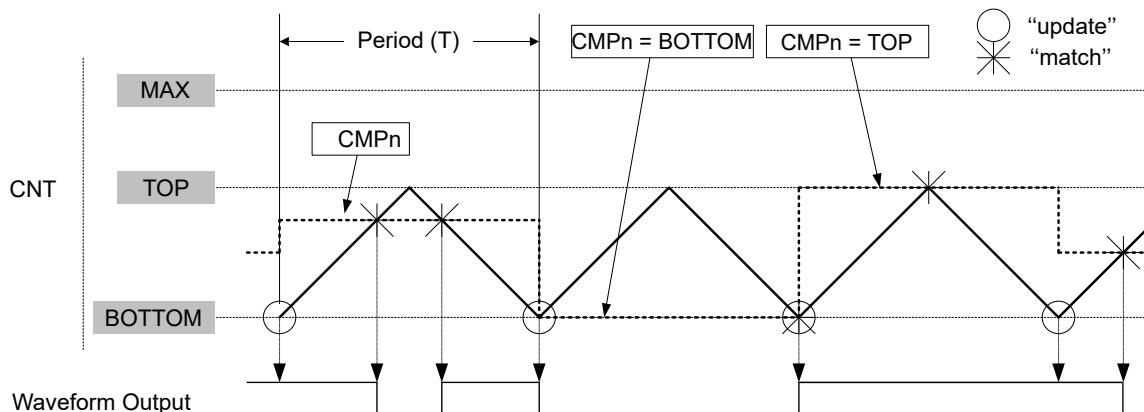 Period (T)
CMPn = BOTTOM
CMPn = TOP
“update”
“match”
MAX
CMPn
CNT
TOP
BOTTOM
Waveform Output